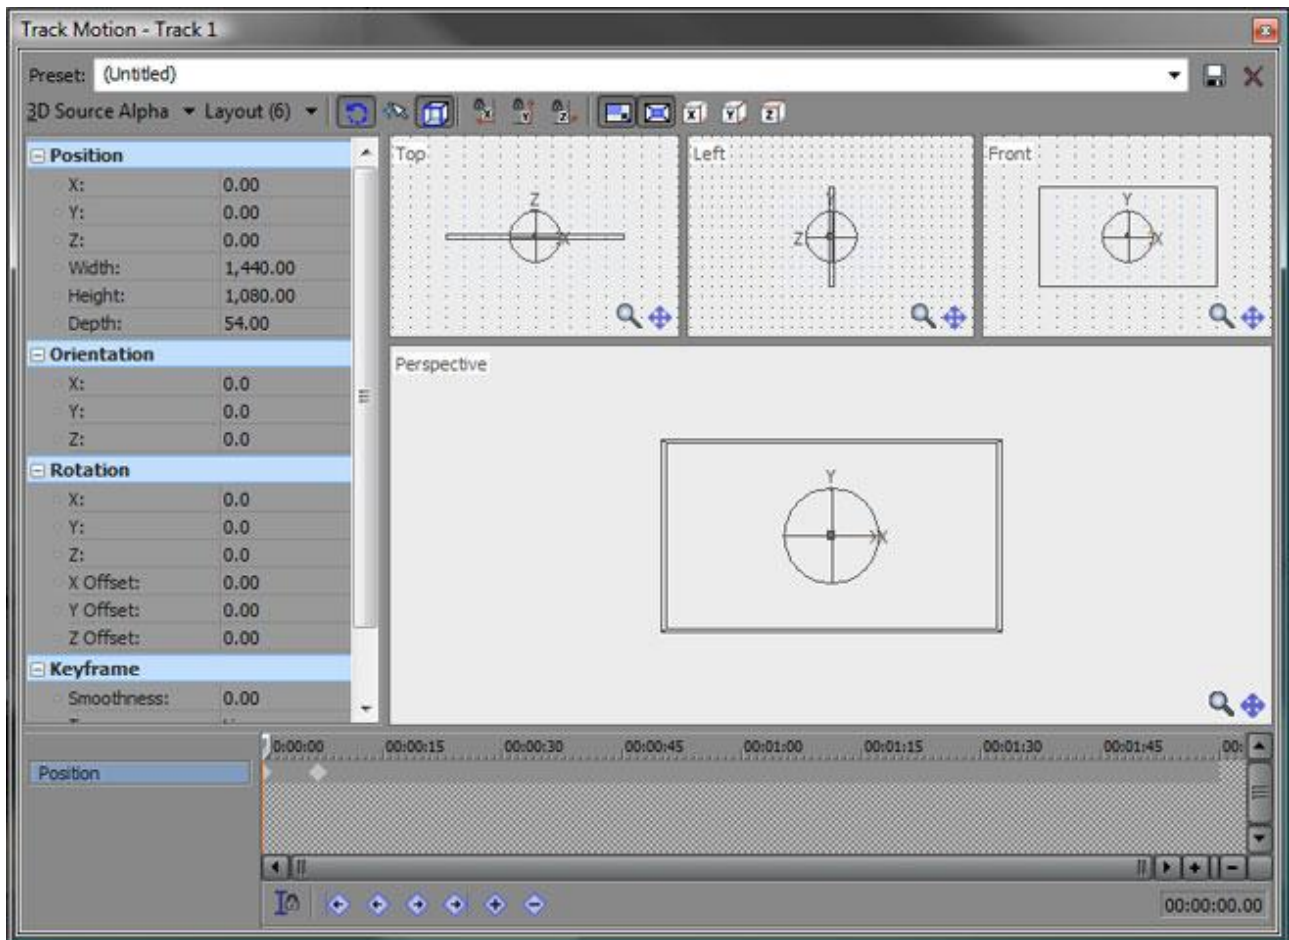 Track Motion - Track 1
Preset: (Untitled)
3D Source Alpha Layout (6)
Position
X: 0.00
Y: 0.00
Z: 0.00
Width: 1,440.00
Height: 1,080.00
Depth: 54.00
Orientation
X: 0.0
Y: 0.0
Z: 0.0
Rotation
X: 0.0
Y: 0.0
Z: 0.0
X Offset: 0.00
Y Offset: 0.00
Z Offset: 0.00
Keyframe
Smoothness: 0.00
Top
Z
X
Left
Y
Z
Front
Y
X
Perspective
Y
X
0:00:00 00:00:15 00:00:30 00:00:45 00:01:00 00:01:15 00:01:30 00:01:45 00:
Position
00:00:00.00